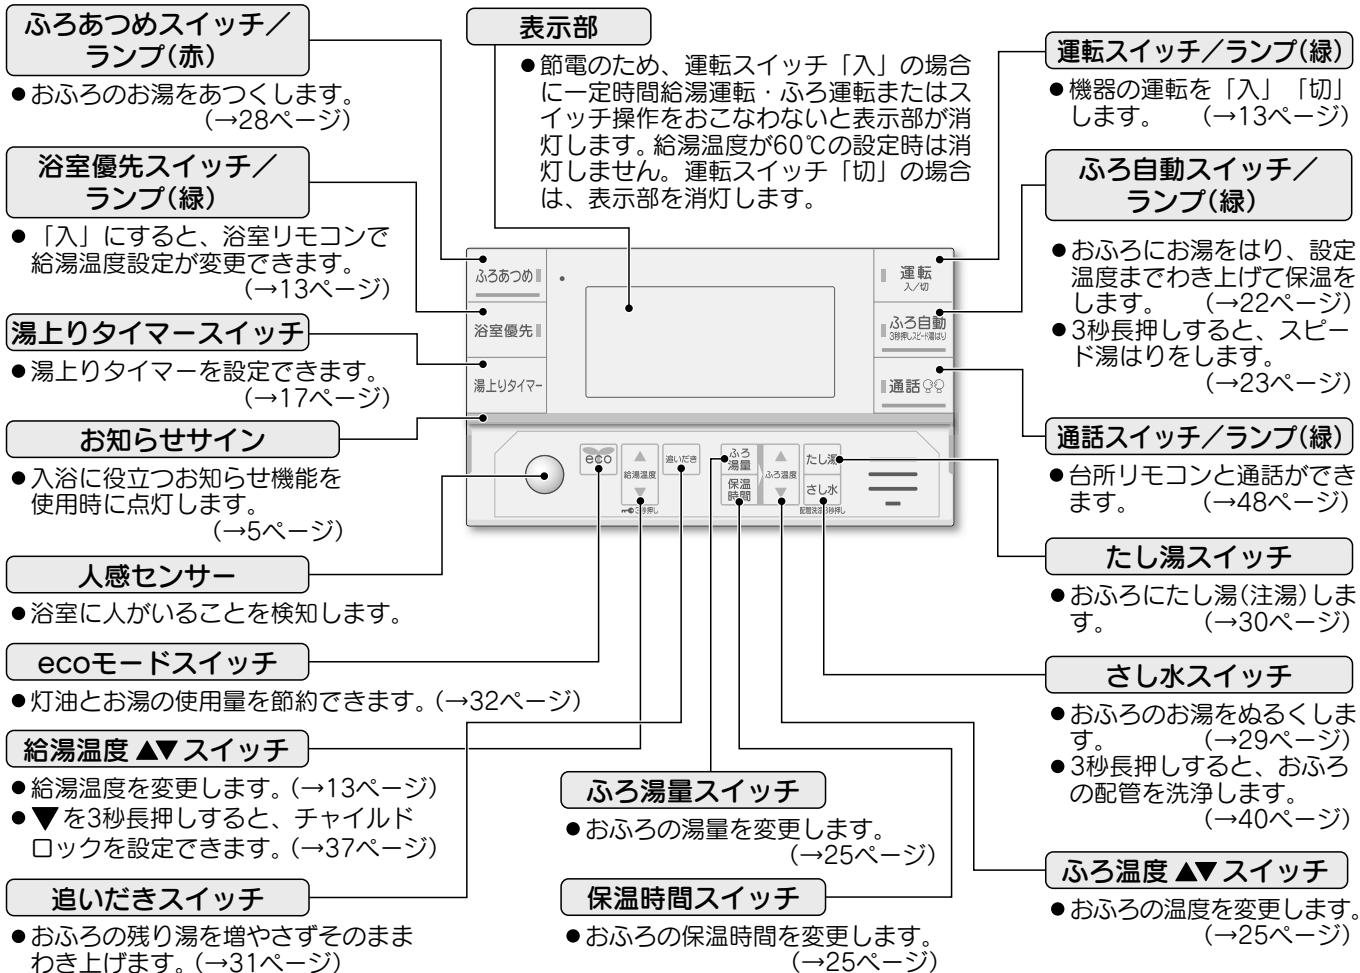 ふろあつめスイッチ／
ランプ(赤)
●おふろのお湯をあつくします。
(→28ページ)
浴室優先スイッチ／
ランプ(緑)
●「入」にすると、浴室リモコンで
給湯温度設定が変更できます。
(→13ページ)
湯上りタイマースイッチ
●湯上りタイマーを設定できます。
(→17ページ)
お知らせサイン
●入浴に役立つお知らせ機能を
使用時に点灯します。
(→5ページ)
人感センサー
●浴室に人がいることを検知します。
ecoモードスイッチ
●灯油とお湯の使用量を節約できます。(→32ページ)
給湯温度 ▲▼ スイッチ
●給湯温度を変更します。(→13ページ)
●▼を3秒長押しすると、チャイルド
ロックを設定できます。(→37ページ)
追いだきスイッチ
●おふろの残り湯を増やさずそのまま
わき上げます。(→31ページ)
表示部
●節電のため、運転スイッチ「入」の場合
に一定時間給湯運転・ふろ運転またはス
イッチ操作をおこなわないと表示部が消
灯します。給湯温度が60℃の設定時は消
灯しません。運転スイッチ「切」の場合
は、表示部を消灯します。
ふろあつめ
浴室優先
湯上りタイマー
運転
入／切
ふろ自動
3秒押しスピード湯はり
通話
eco
▲
給湯温度
▼
3秒押し
追いだき
ふろ
湯量
保温
時間
▲
ふろ温度
▼
たし湯
さし水
配管洗浄3秒押し
ふろ湯量スイッチ
●おふろの湯量を変更します。
(→25ページ)
保温時間スイッチ
●おふろの保温時間を変更します。
(→25ページ)
運転スイッチ／ランプ(緑)
●機器の運転を「入」「切」
します。 (→13ページ)
ふろ自動スイッチ／
ランプ(緑)
●おふろにお湯をはり、設定
温度までわき上げて保温を
します。 (→22ページ)
●3秒長押しすると、スピー
ド湯はりをします。
(→23ページ)
通話スイッチ／ランプ(緑)
●台所リモコンと通話ができ
ます。 (→48ページ)
たし湯スイッチ
●おふろにたし湯(注湯)しま
す。 (→30ページ)
さし水スイッチ
●おふろのお湯をぬるくしま
す。 (→29ページ)
●3秒長押しすると、おふろ
の配管を洗浄します。
(→40ページ)
ふろ温度 ▲▼ スイッチ
●おふろの温度を変更します。
(→25ページ)